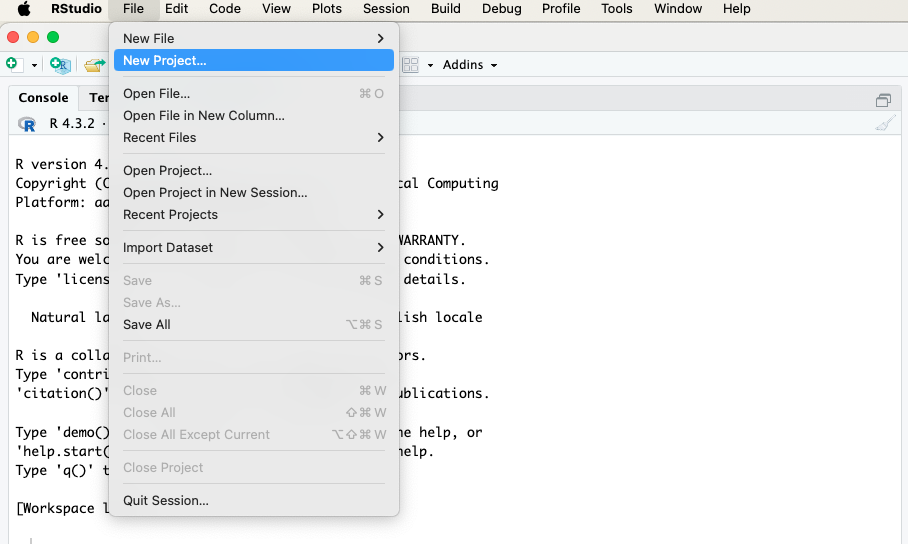 RStudio File Edit Code View Plots Session Build Debug Profile Tools Window Help
New File
New Project...
Addins
Open File... ⌘ O
Open File in New Column...
Recent Files
Open Project...
Open Project in New Session...
Recent Projects
Import Dataset
Save ⌘ S
Save As...
Save All ⌥⌘ S
Print...
Close ⌘ W
Close All ⇧⌘ W
Close All Except Current ⌥⇧⌘ W
Close Project
Quit Session...
Console
R 4.3.2 ·
R version 4.
Copyright (C cal Computing
Platform:
R is free so WARRANTY.
You are welc conditions.
Type 'licens details.
Natural la lish locale
R is a colla ors.
Type 'contri
'citation()' ublications.
Type 'demo() ne help, or
'help.start( help.
Type 'q()' t
[Workspace l